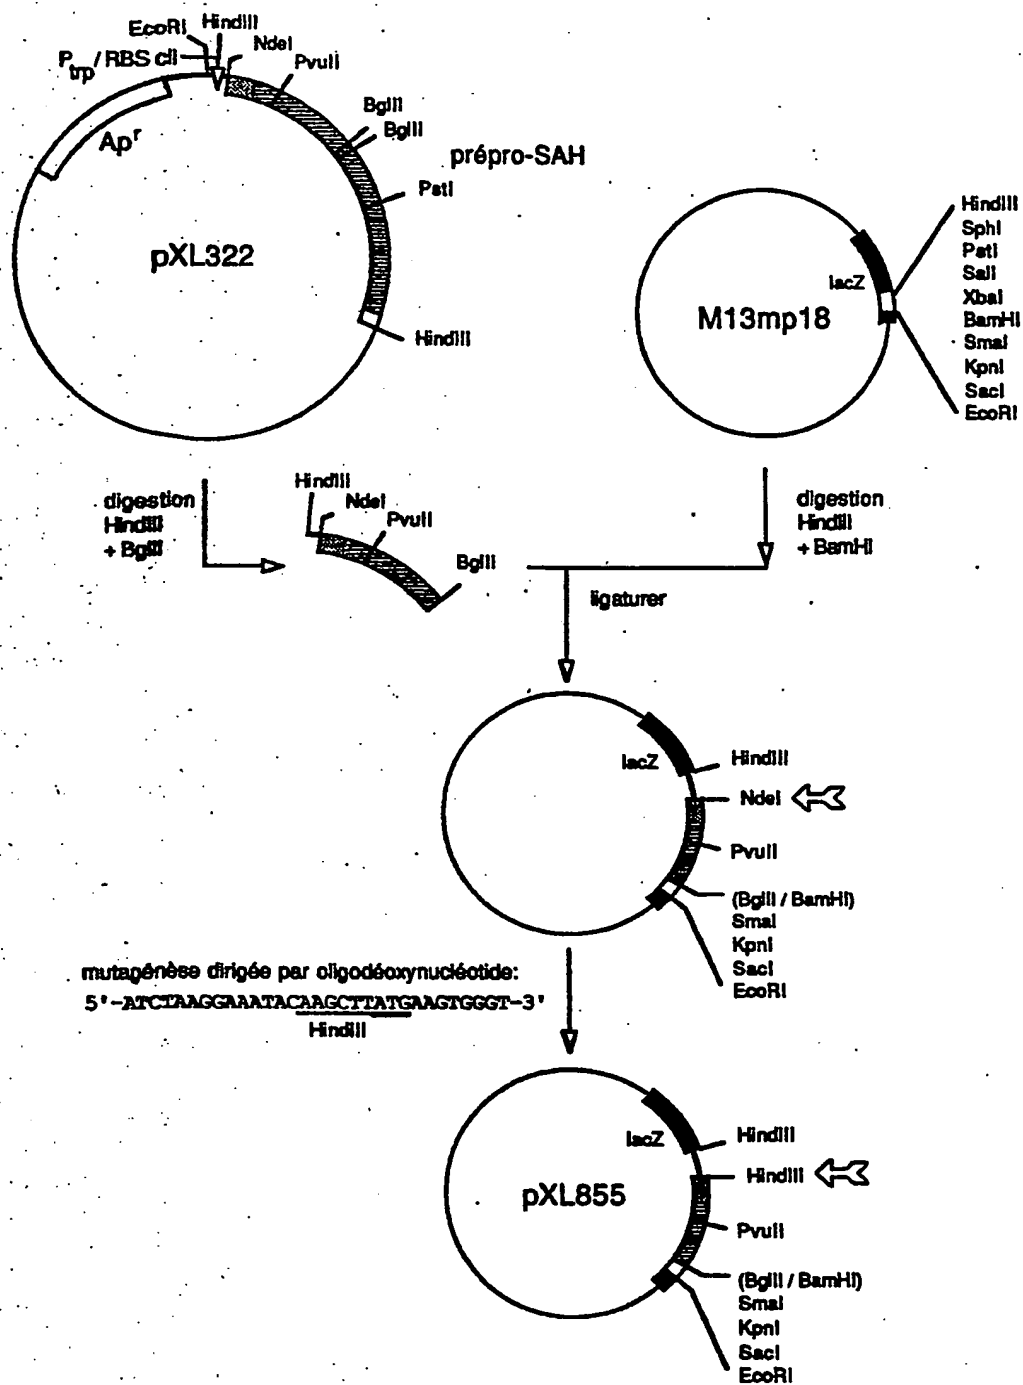 EcoRI
HindIII
Ptrp/ RBS cII
NdeI
PvuII
BglII
BglII
Apr
prépro-SAH
PstI
pXL322
HindIII
M13mp18
lacZ
HindIII
SphI
PstI
SalI
XbaI
BamHI
SmaI
KpnI
SacI
EcoRI
digestion
HindIII
+ BglII
HindIII
NdeI
PvuII
BglII
digestion
HindIII
+ BamHI
ligaturer
lacZ
HindIII
NdeI
PvuII
(BglII / BamHI)
SmaI
KpnI
SacI
EcoRI
mutagénèse dirigée par oligodéoxynucléotide:
5'-ATCTAAGGAAATACAAGCTTATGAAGTGGGT-3'
HindIII
lacZ
HindIII
HindIII
pXL855
PvuII
(BglII / BamHI)
SmaI
KpnI
SacI
EcoRI